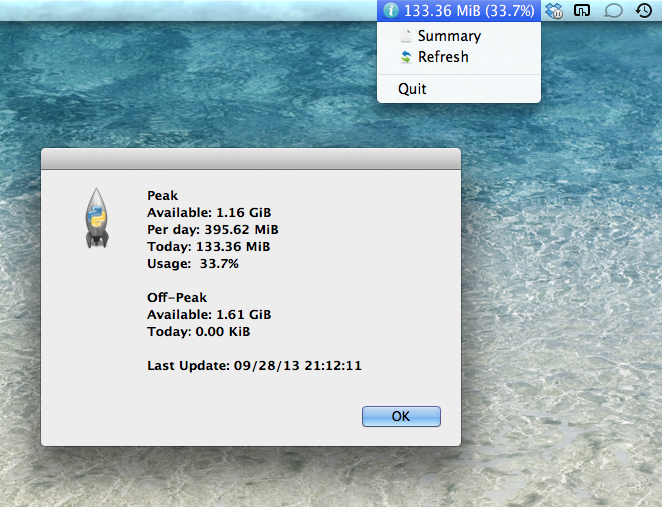 133.36 MiB (33.7%)
Summary
Refresh
Quit
Peak
Available: 1.16 GiB
Per day: 395.62 MiB
Today: 133.36 MiB
Usage:  33.7%
Off-Peak
Available: 1.61 GiB
Today: 0.00 KiB
Last Update: 09/28/13 21:12:11
OK